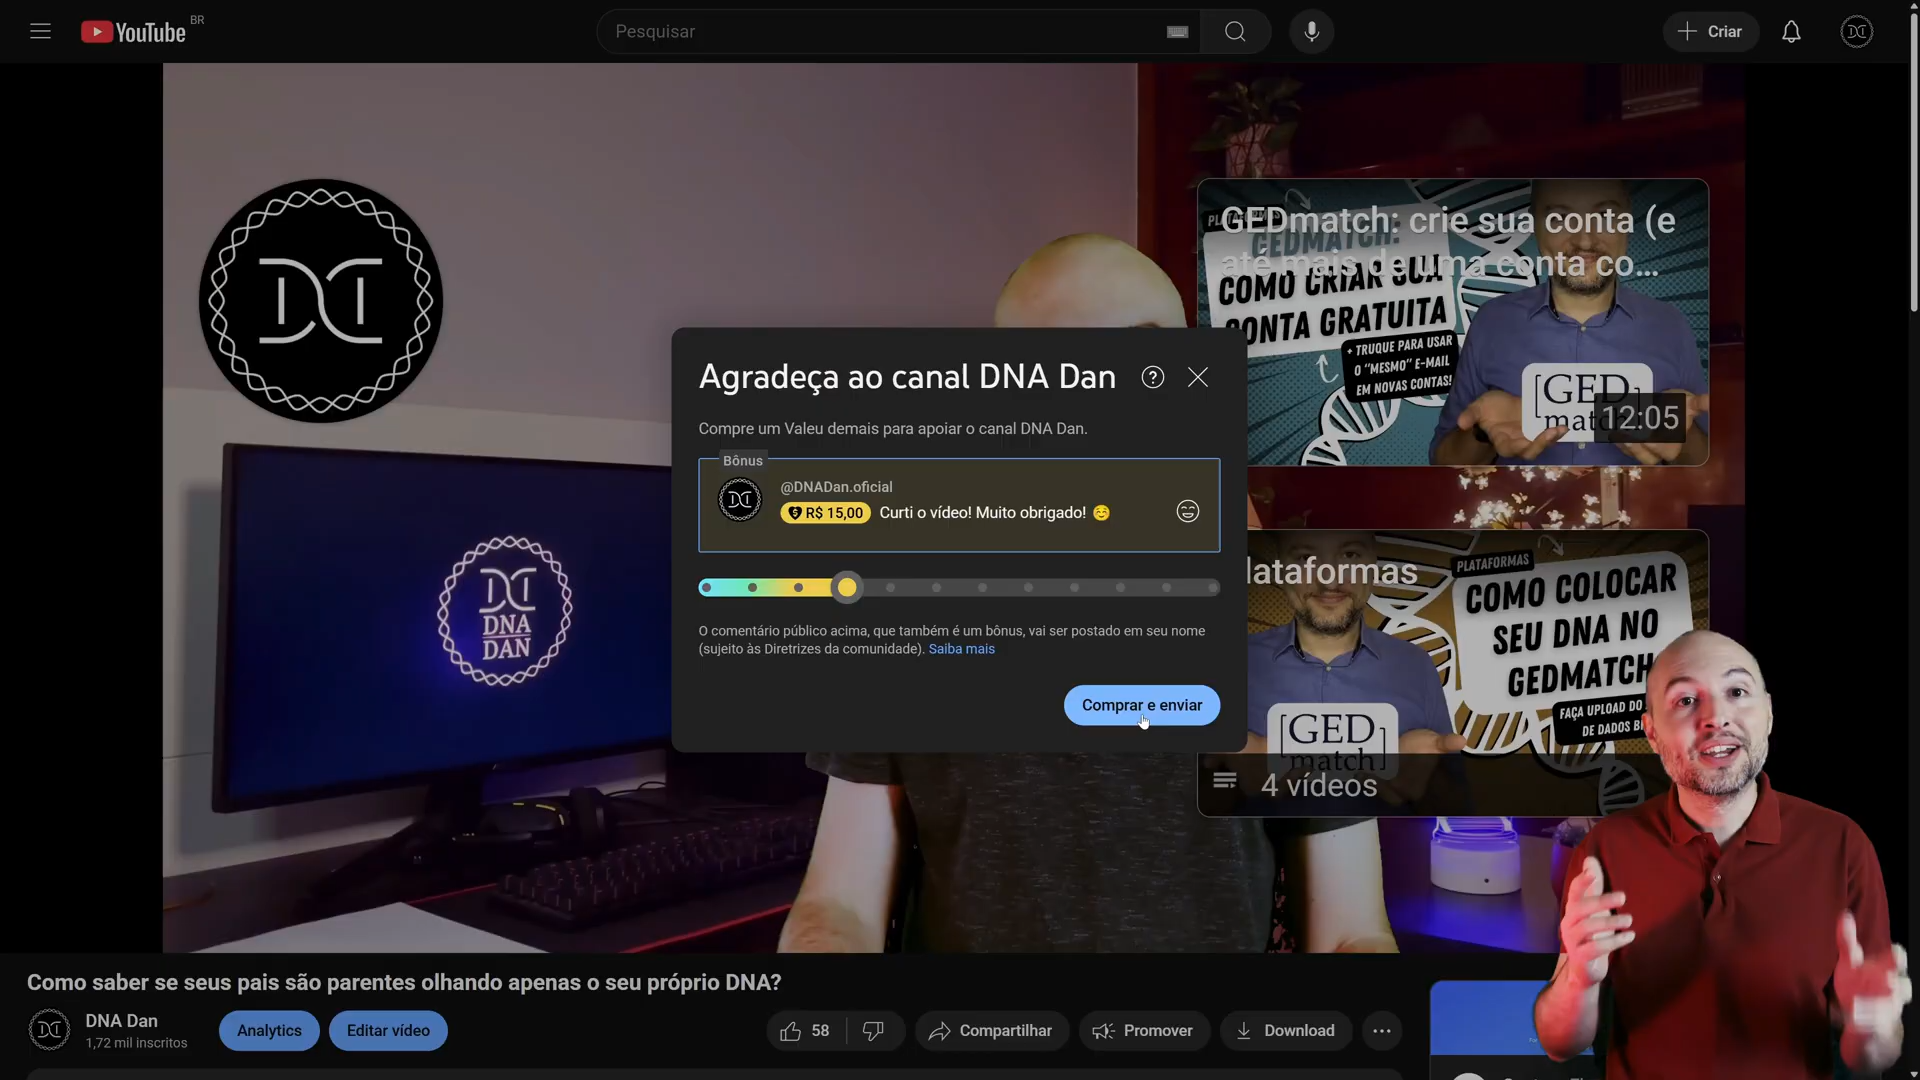 YouTube BR
Pesquisar
Criar
GEDmatch: crie sua conta (e
até mais de uma conta co...
PLATAFORMAS
GEDMATCH:
COMO CRIAR SUA
CONTA GRATUITA
+ TRUQUE PARA USAR
O "MESMO" E-MAIL
EM NOVAS CONTAS!
[GED]
match
12:05
Agradeça ao canal DNA Dan
Compre um Valeu demais para apoiar o canal DNA Dan.
Bônus
@DNADan.oficial
R$ 15,00 Curti o vídeo! Muito obrigado! 😊
O comentário público acima, que também é um bônus, vai ser postado em seu nome
(sujeito às Diretrizes da comunidade). Saiba mais
Comprar e enviar
DNA
DAN
lataformas
PLATAFORMAS
COMO COLOCAR
SEU DNA NO
GEDMATCH
FAÇA UPLOAD DO
DE DADOS
[GED
match]
4 vídeos
Como saber se seus pais são parentes olhando apenas o seu próprio DNA?
DNA Dan
1,72 mil inscritos
Analytics
Editar vídeo
58
Compartilhar
Promover
Download